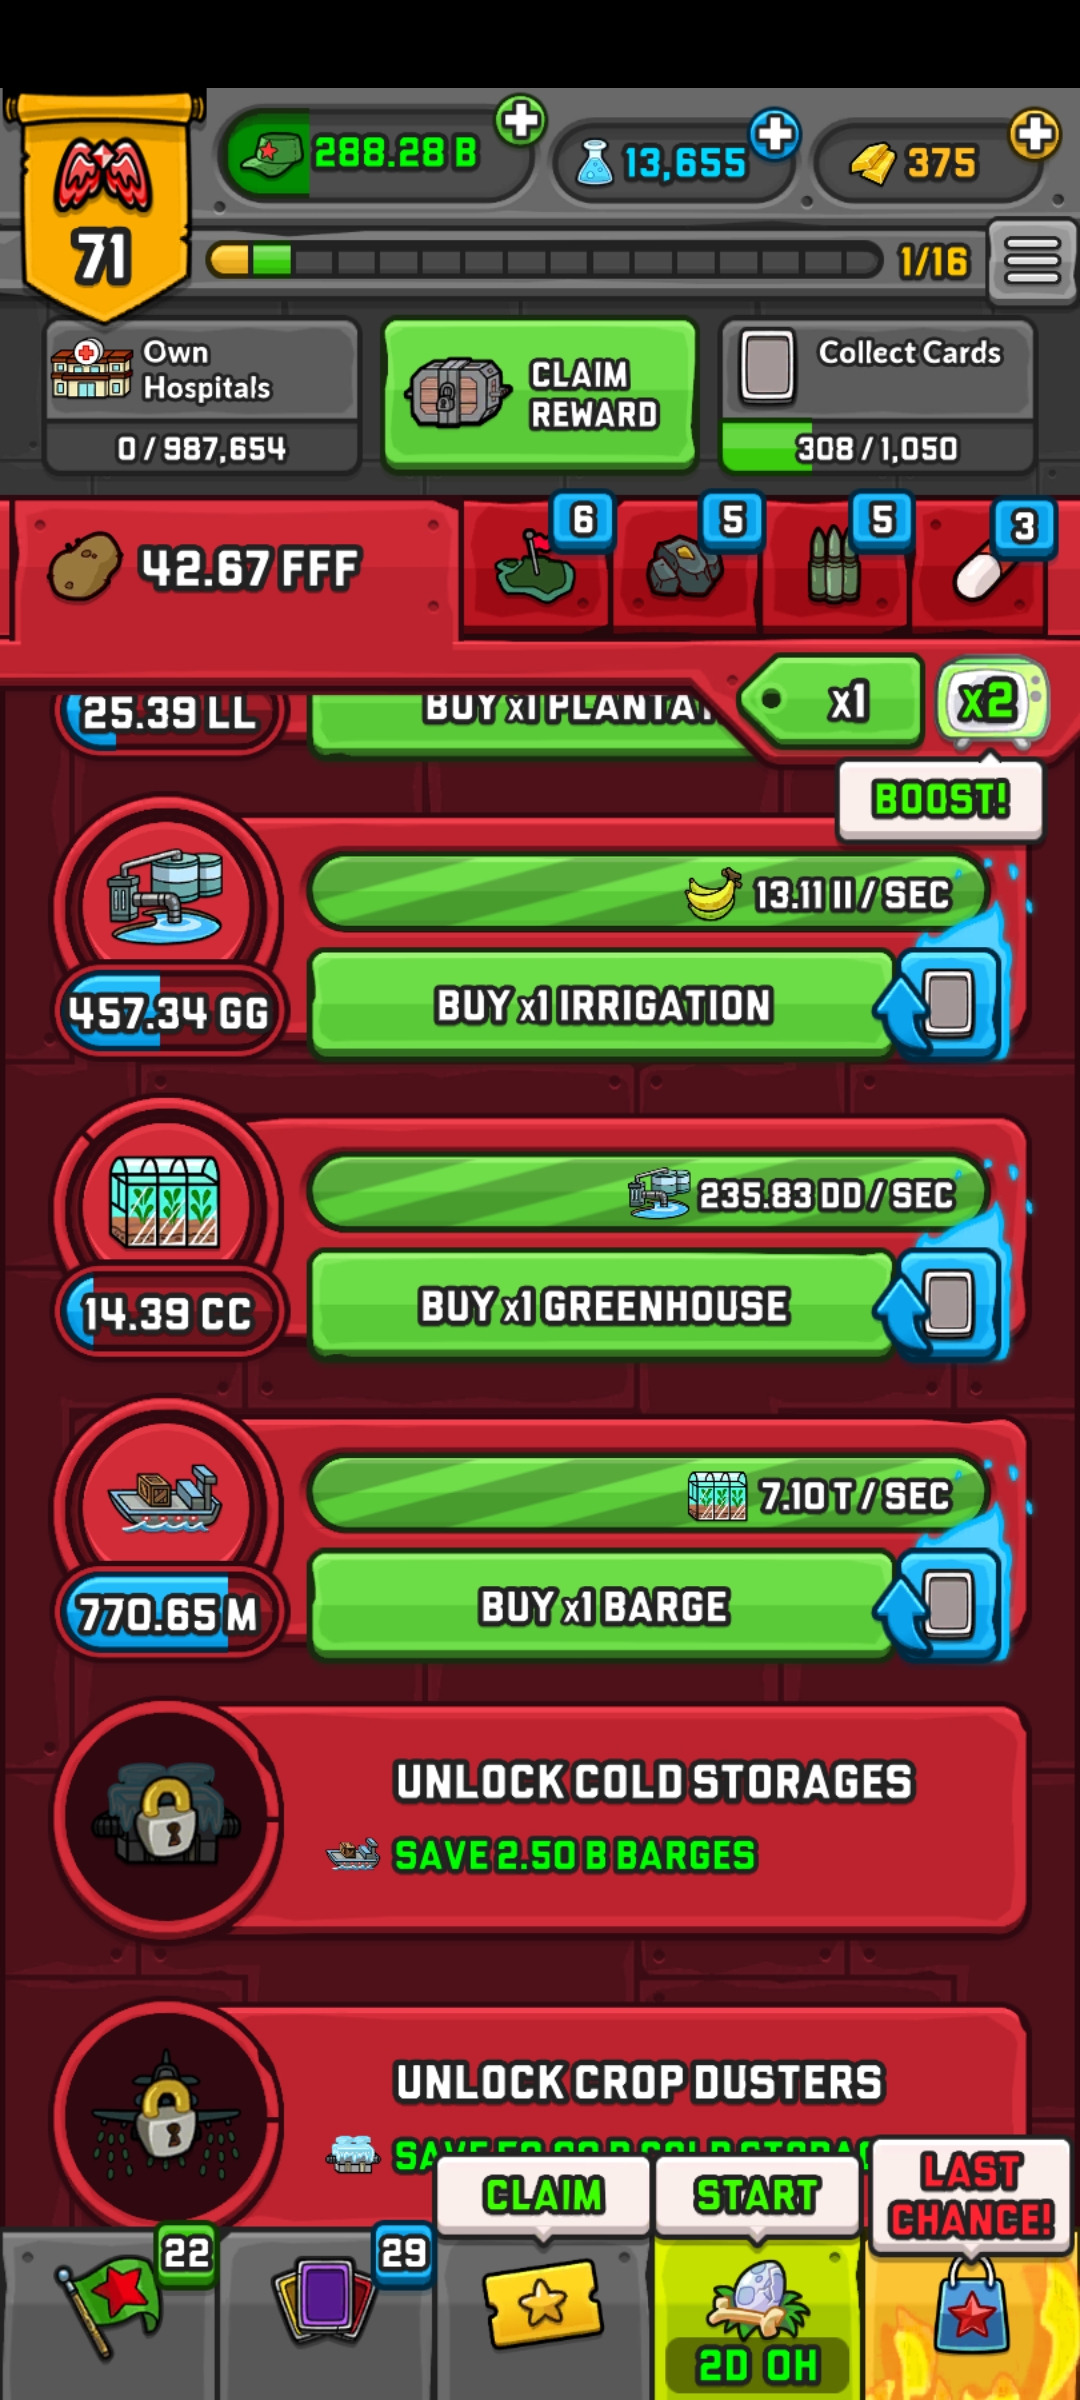 71
288.28 B
13,655
375
1/16
Own
Hospitals
0 / 987,654
CLAIM
REWARD
Collect Cards
308 / 1,050
42.67 FFF
6
5
5
3
25.39 LL
BUY x1
x1
x2
BOOST!
13.11 II / SEC
457.34 GG
BUY x1 IRRIGATION
235.83 DD / SEC
14.39 CC
BUY x1 GREENHOUSE
7.10 T / SEC
770.65 M
BUY x1 BARGE
UNLOCK COLD STORAGES
SAVE 2.50 B BARGES
UNLOCK CROP DUSTERS
CLAIM
START
LAST
CHANCE!
22
29
2D 0H